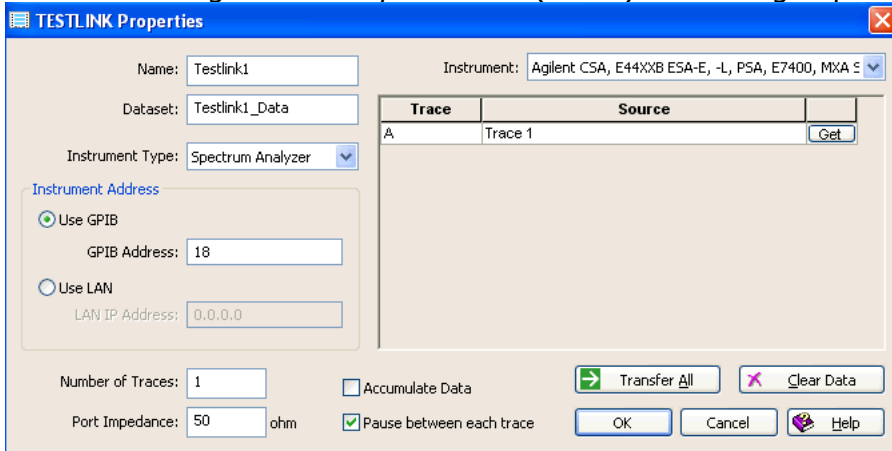 TESTLINK Properties
Name: Testlink1
Instrument: Agilent CSA, E44XXB ESA-E, -L, PSA, E7400, MXA S
Dataset: Testlink1_Data
Trace Source
A Trace 1 Get
Instrument Type: Spectrum Analyzer
Instrument Address
Use GPIB
GPIB Address: 18
Use LAN
LAN IP Address: 0.0.0.0
Number of Traces: 1
Accumulate Data
Transfer All
Clear Data
Port Impedance: 50 ohm
Pause between each trace
OK
Cancel
Help